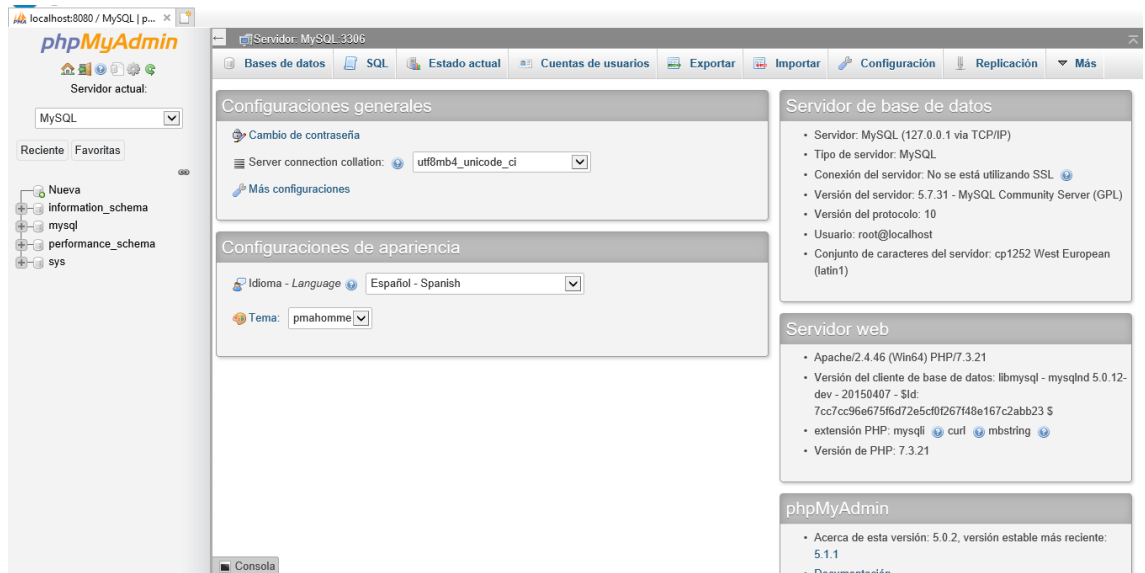 localhost:8080 / MySQL | p...
phpMyAdmin
Servidor actual:
MySQL
Reciente Favoritas
Nueva
information_schema
mysql
performance_schema
sys
Servidor: MySQL:3306
Bases de datos SQL Estado actual Cuentas de usuarios Exportar Importar Configuración Replicación Más
Configuraciones generales
Cambio de contraseña
Server connection collation: utf8mb4_unicode_ci
Más configuraciones
Configuraciones de apariencia
Idioma - Language Español - Spanish
Tema: pmahomme
Servidor de base de datos
• Servidor: MySQL (127.0.0.1 via TCP/IP)
• Tipo de servidor: MySQL
• Conexión del servidor: No se está utilizando SSL
• Versión del servidor: 5.7.31 - MySQL Community Server (GPL)
• Versión del protocolo: 10
• Usuario: root@localhost
• Conjunto de caracteres del servidor: cp1252 West European
(latin1)
Servidor web
• Apache/2.4.46 (Win64) PHP/7.3.21
• Versión del cliente de base de datos: libmysql - mysqlnd 5.0.12-
dev - 20150407 - $Id:
7cc7cc96e675f6d72e5cf0f267f48e167c2abb23 $
• extensión PHP: mysqli curl mbstring
• Versión de PHP: 7.3.21
phpMyAdmin
• Acerca de esta versión: 5.0.2, versión estable más reciente:
5.1.1
• Documentación
Consola